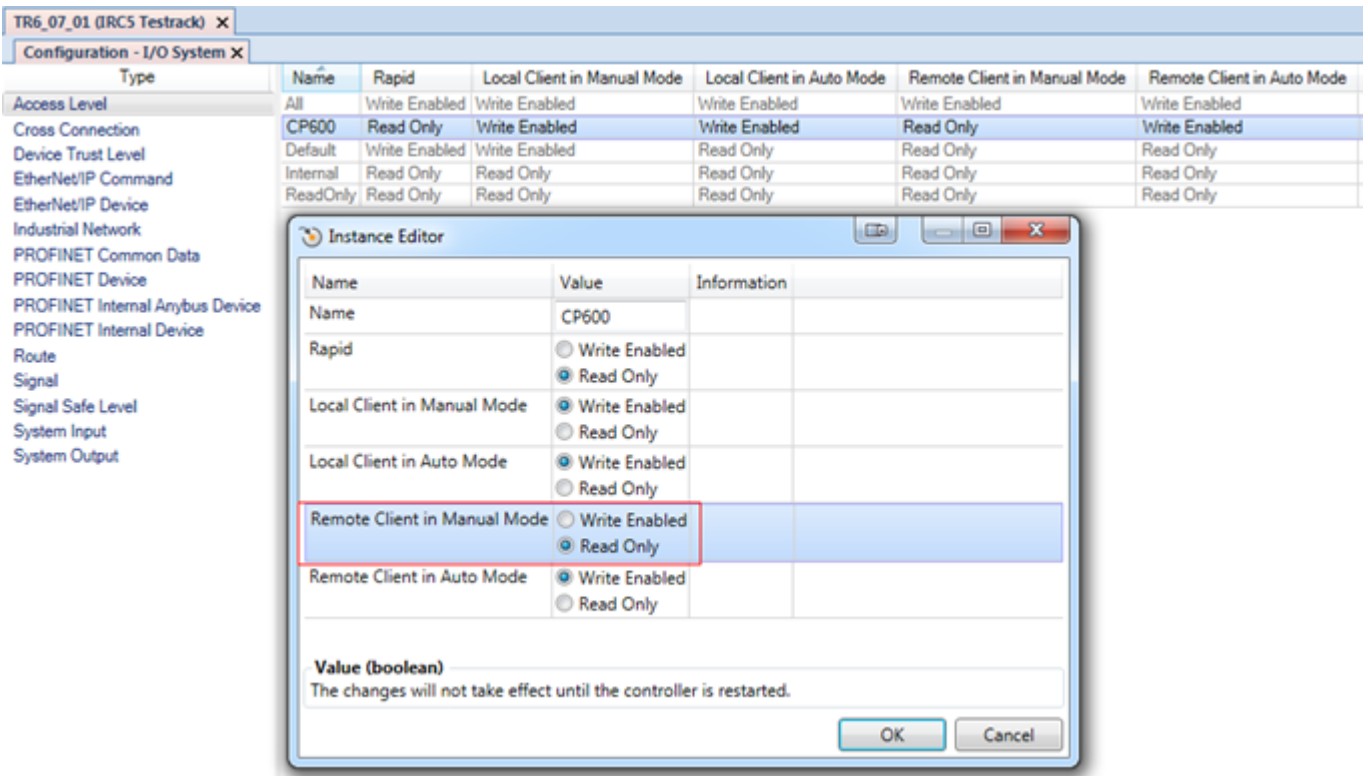 TR6_07_01 (IRC5 Testrack) X
Configuration - I/O System X
Type
Access Level
Cross Connection
Device Trust Level
EtherNet/IP Command
EtherNet/IP Device
Industrial Network
PROFINET Common Data
PROFINET Device
PROFINET Internal Anybus Device
PROFINET Internal Device
Route
Signal
Signal Safe Level
System Input
System Output
Name Rapid Local Client in Manual Mode Local Client in Auto Mode Remote Client in Manual Mode Remote Client in Auto Mode
All Write Enabled Write Enabled Write Enabled Write Enabled Write Enabled
CP600 Read Only Write Enabled Write Enabled Read Only Write Enabled
Default Write Enabled Write Enabled Read Only Read Only Read Only
Internal Read Only Read Only Read Only Read Only Read Only
ReadOnly Read Only Read Only Read Only Read Only Read Only
Instance Editor
Name Value Information
Name CP600
Rapid Write Enabled
Read Only
Local Client in Manual Mode Write Enabled
Read Only
Local Client in Auto Mode Write Enabled
Read Only
Remote Client in Manual Mode Write Enabled
Read Only
Remote Client in Auto Mode Write Enabled
Read Only
Value (boolean)
The changes will not take effect until the controller is restarted.
OK Cancel